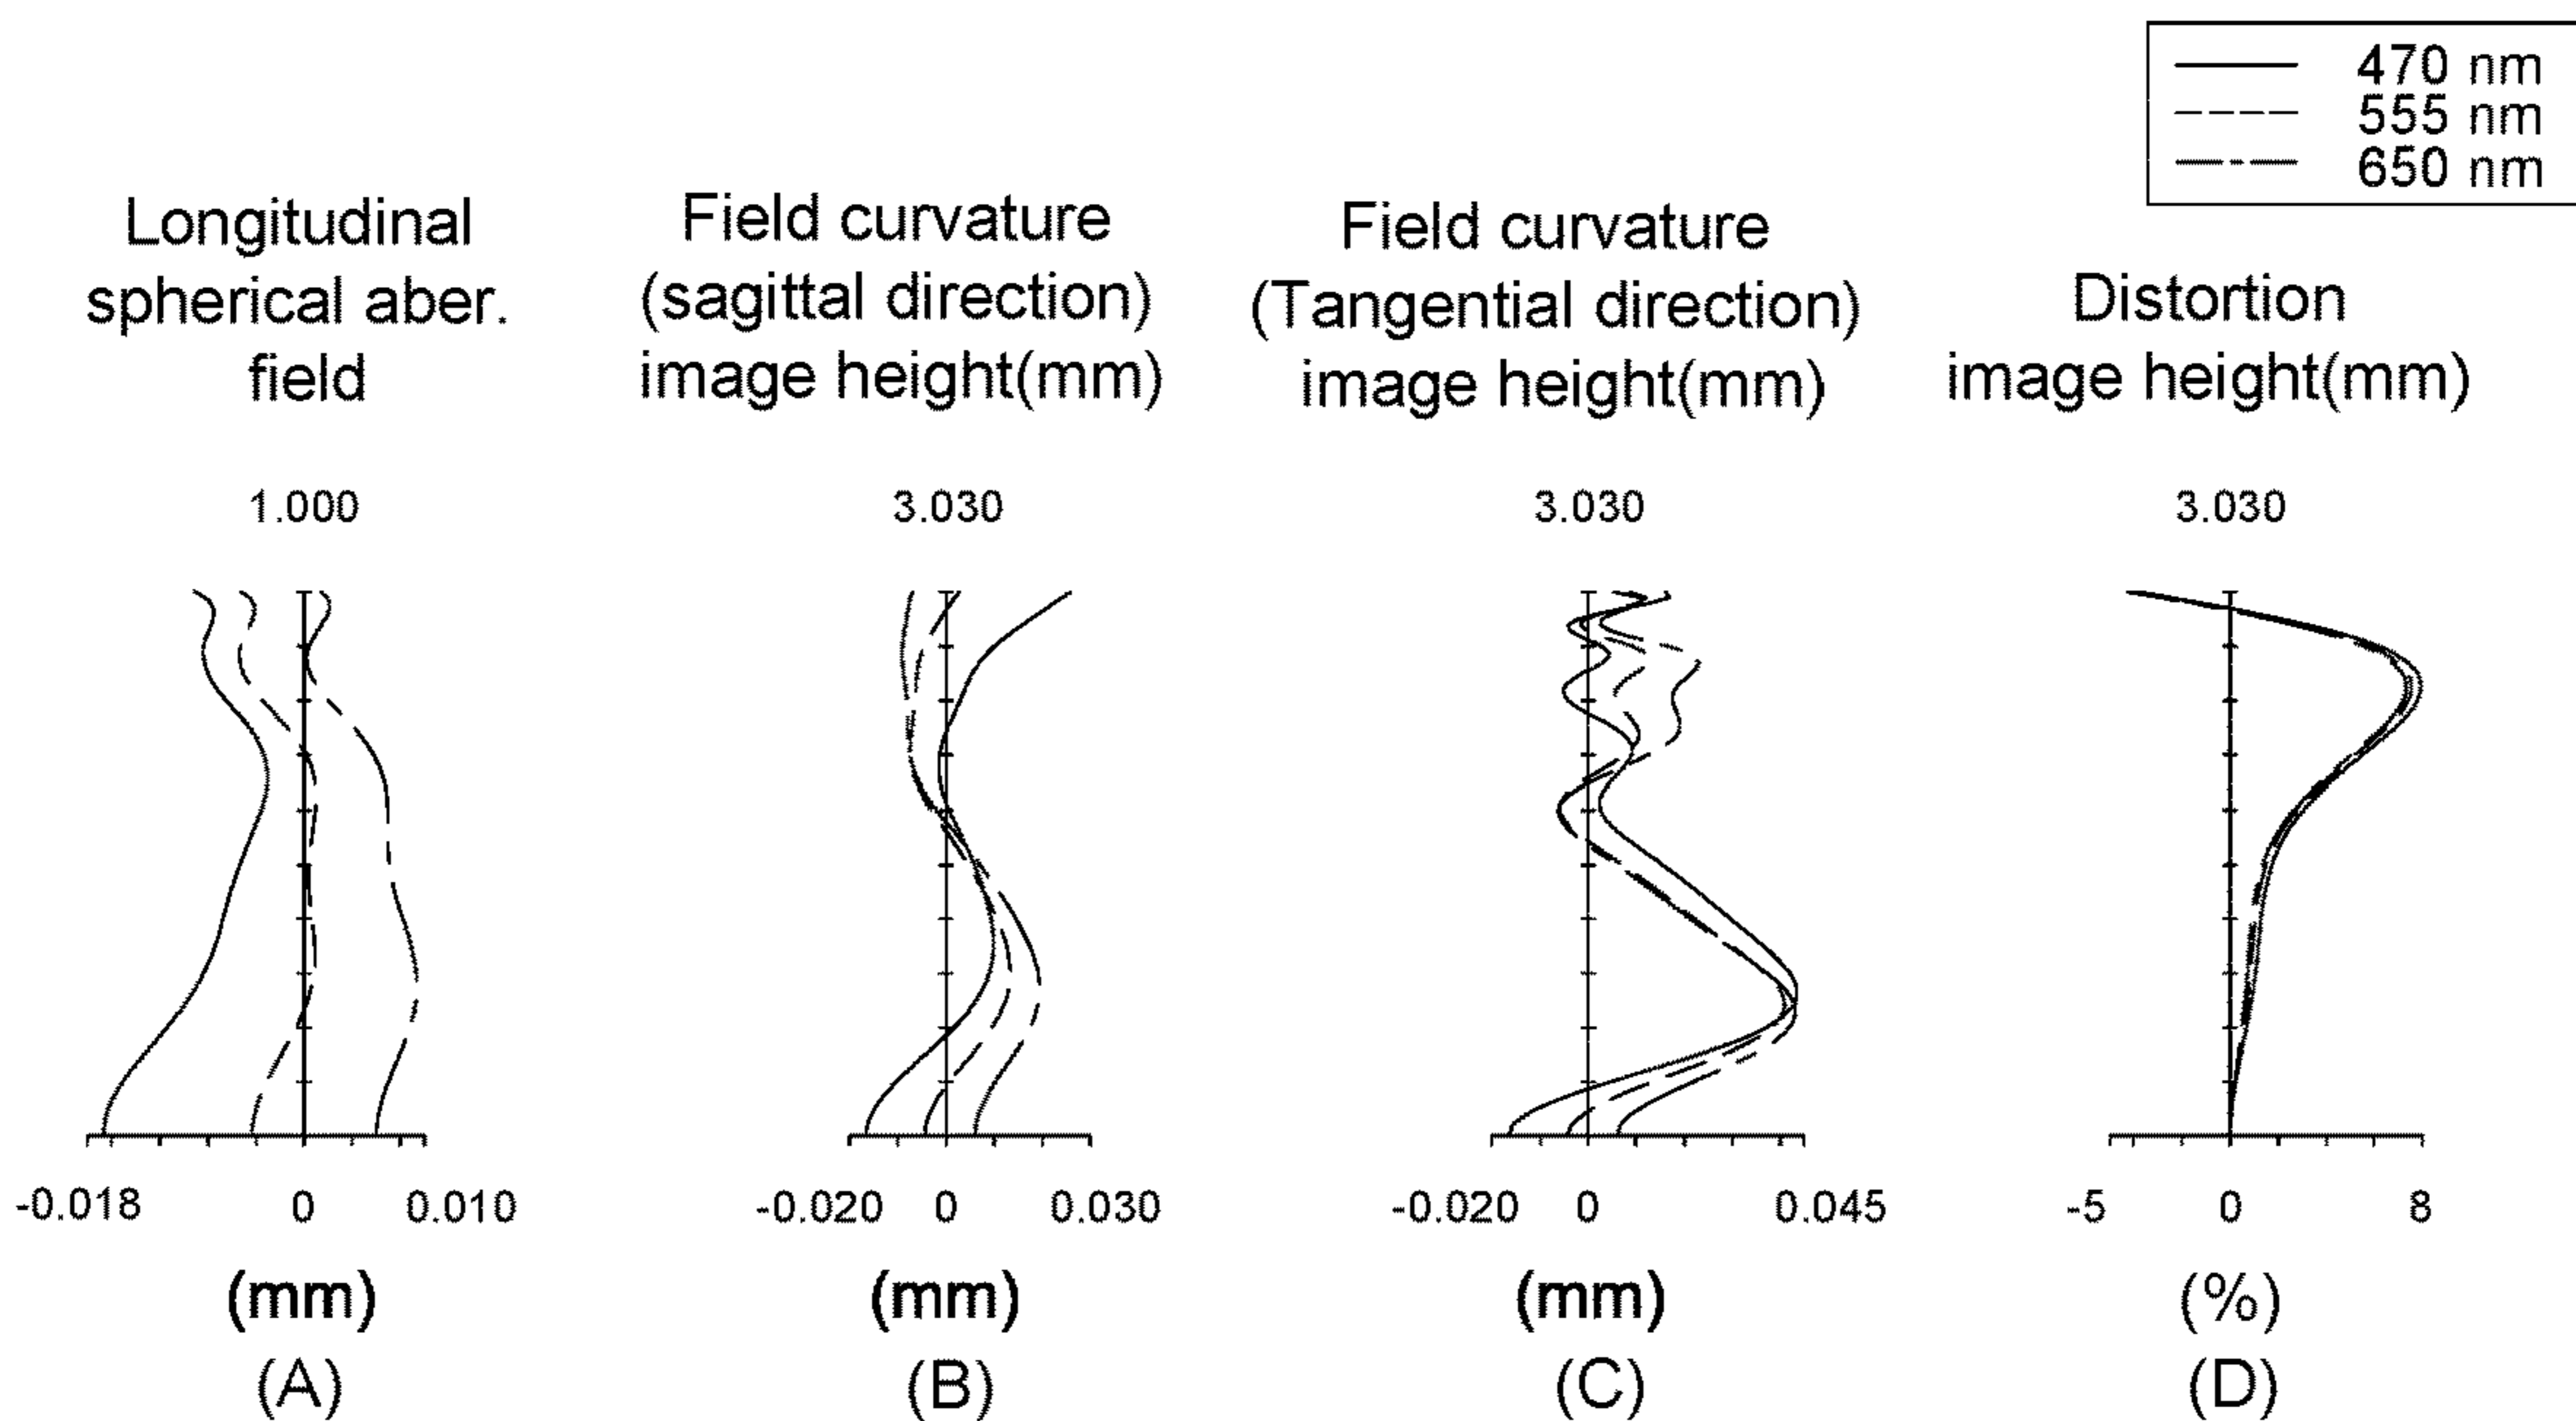 470 nm
555 nm
650 nm
Longitudinal
spherical aber.
field
1.000
-0.018 0 0.010
(mm)
(A)
Field curvature
(sagittal direction)
image height(mm)
3.030
-0.020 0 0.030
(mm)
(B)
Field curvature
(Tangential direction)
image height(mm)
3.030
-0.020 0 0.045
(mm)
(C)
Distortion
image height(mm)
3.030
-5 0 8
(%)
(D)